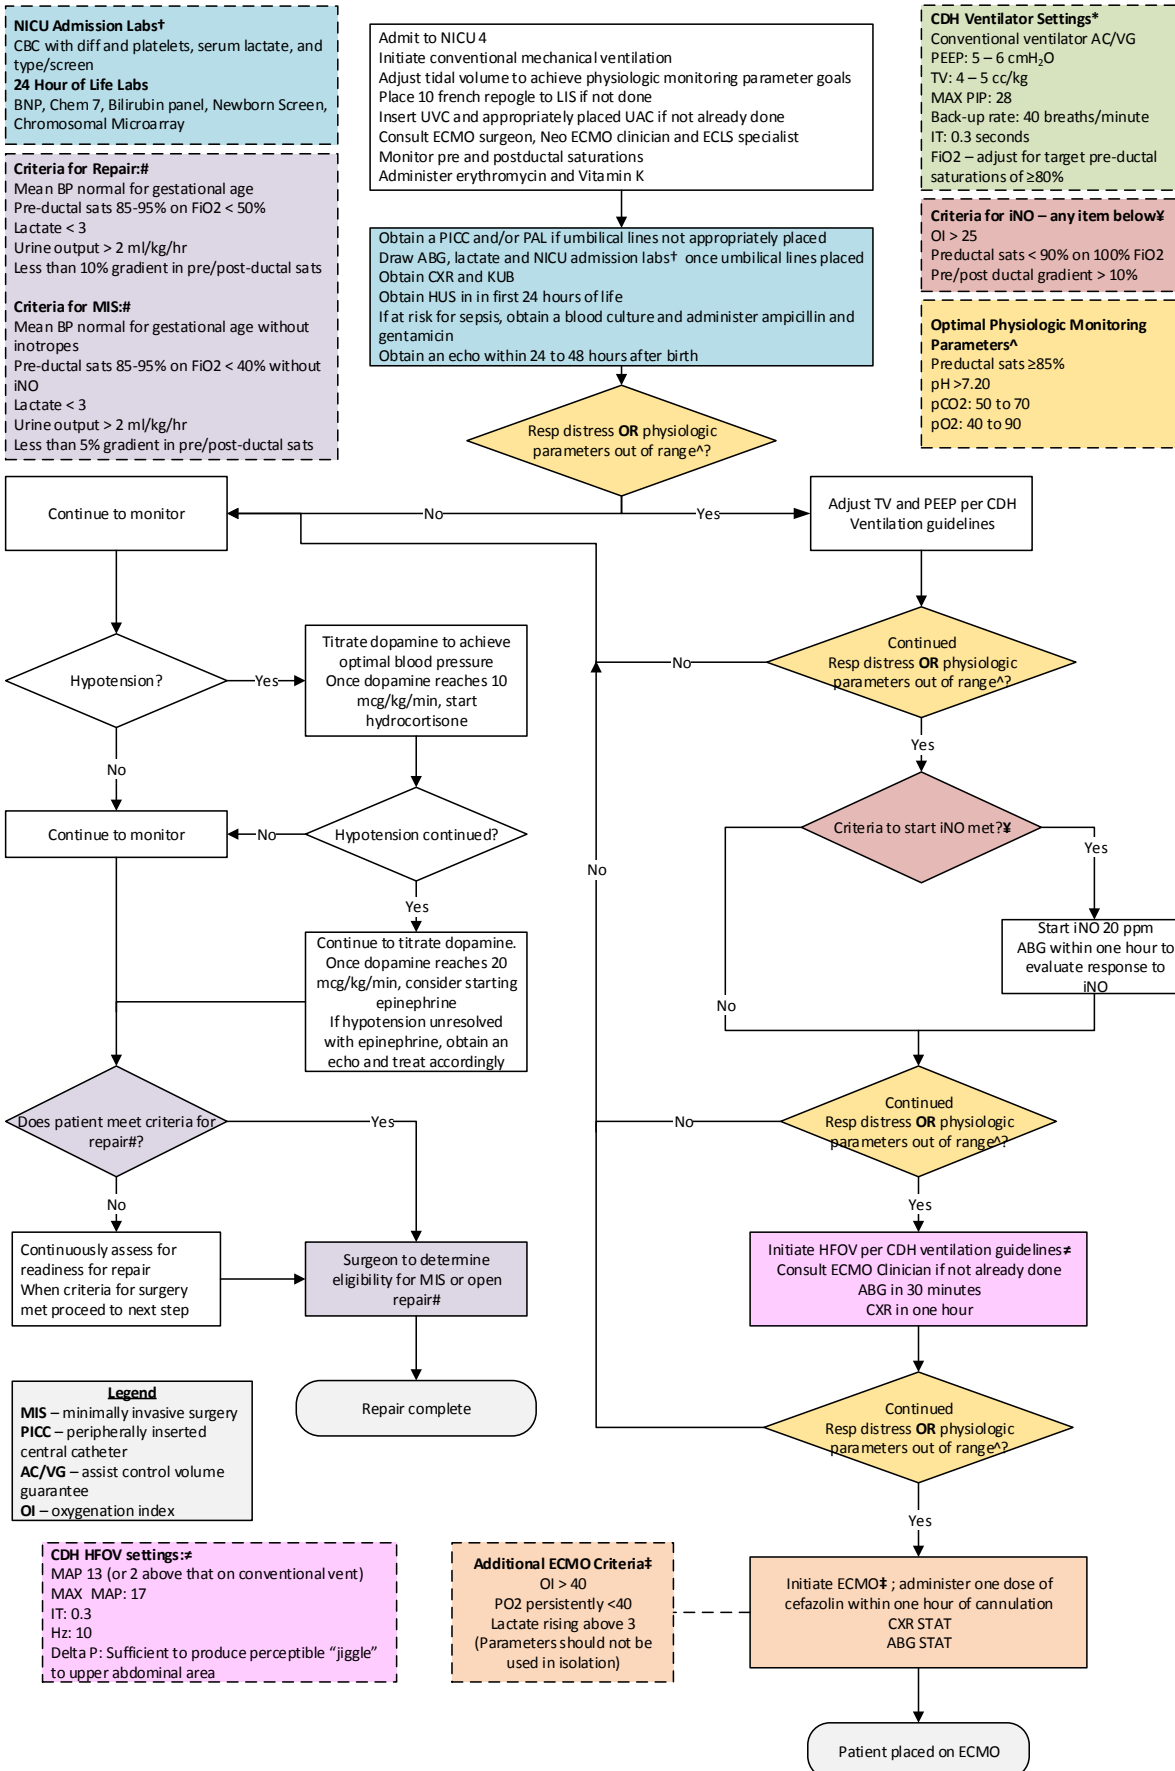 NICU Admission Labs†
CBC with diff and platelets, serum lactate, and
type/screen
24 Hour of Life Labs
BNP, Chem 7, Bilirubin panel, Newborn Screen,
Chromosomal Microarray
Criteria for Repair:#
Mean BP normal for gestational age
Pre-ductal sats 85-95% on FiO2 < 50%
Lactate < 3
Urine output > 2 ml/kg/hr
Less than 10% gradient in pre/post-ductal sats
Criteria for MIS:#
Mean BP normal for gestational age without
inotropes
Pre-ductal sats 85-95% on FiO2 < 40% without
iNO
Lactate < 3
Urine output > 2 ml/kg/hr
Less than 5% gradient in pre/post-ductal sats
Admit to NICU 4
Initiate conventional mechanical ventilation
Adjust tidal volume to achieve physiologic monitoring parameter goals
Place 10 french repogle to LIS if not done
Insert UVC and appropriately placed UAC if not already done
Consult ECMO surgeon, Neo ECMO clinician and ECLS specialist
Monitor pre and postductal saturations
Administer erythromycin and Vitamin K
Obtain a PICC and/or PAL if umbilical lines not appropriately placed
Draw ABG, lactate and NICU admission labs† once umbilical lines placed
Obtain CXR and KUB
Obtain HUS in in first 24 hours of life
If at risk for sepsis, obtain a blood culture and administer ampicillin and
gentamicin
Obtain an echo within 24 to 48 hours after birth
CDH Ventilator Settings*
Conventional ventilator AC/VG
PEEP: 5 – 6 cmH₂O
TV: 4 – 5 cc/kg
MAX PIP: 28
Back-up rate: 40 breaths/minute
IT: 0.3 seconds
FiO2 – adjust for target pre-ductal
saturations of ≥80%
Criteria for iNO – any item below¥
OI > 25
Preductal sats < 90% on 100% FiO2
Pre/post ductal gradient > 10%
Optimal Physiologic Monitoring
Parameters^
Preductal sats ≥85%
pH >7.20
pCO2: 50 to 70
pO2: 40 to 90
Resp distress OR physiologic
parameters out of range^?
No
Yes
Continue to monitor
Adjust TV and PEEP per CDH
Ventilation guidelines
Hypotension?
Yes
Titrate dopamine to achieve
optimal blood pressure
Once dopamine reaches 10
mcg/kg/min, start
hydrocortisone
No
Continued
Resp distress OR physiologic
parameters out of range^?
No
Yes
Continue to monitor
No
Hypotension continued?
Yes
Criteria to start iNO met?¥
Yes
No
No
Start iNO 20 ppm
ABG within one hour to
evaluate response to
iNO
Continue to titrate dopamine.
Once dopamine reaches 20
mcg/kg/min, consider starting
epinephrine
If hypotension unresolved
with epinephrine, obtain an
echo and treat accordingly
Does patient meet criteria for
repair#?
Yes
No
Continued
Resp distress OR physiologic
parameters out of range^?
No
Yes
Continuously assess for
readiness for repair
When criteria for surgery
met proceed to next step
Surgeon to determine
eligibility for MIS or open
repair#
Initiate HFOV per CDH ventilation guidelines≠
Consult ECMO Clinician if not already done
ABG in 30 minutes
CXR in one hour
Repair complete
Continued
Resp distress OR physiologic
parameters out of range^?
Yes
Legend
MIS – minimally invasive surgery
PICC – peripherally inserted
central catheter
AC/VG – assist control volume
guarantee
OI – oxygenation index
CDH HFOV settings:≠
MAP 13 (or 2 above that on conventional vent)
MAX MAP: 17
IT: 0.3
Hz: 10
Delta P: Sufficient to produce perceptible “jiggle”
to upper abdominal area
Additional ECMO Criteria‡
OI > 40
PO2 persistently <40
Lactate rising above 3
(Parameters should not be
used in isolation)
Initiate ECMO‡ ; administer one dose of
cefazolin within one hour of cannulation
CXR STAT
ABG STAT
Patient placed on ECMO